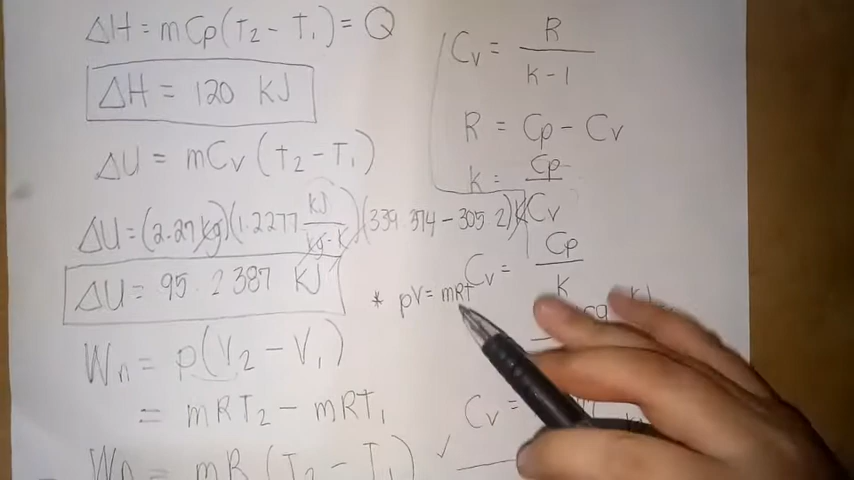 ΔH = mCp(T2 - T1) = Q
ΔH = 120 KJ
ΔU = mCv(T2 - T1)
ΔU = (2.27 kg)(1.2277 KJ/kg-K)(339.374 - 305.2)K
ΔU = 95.2387 KJ
Wn = p(V2 - V1)
= mRT2 - mRT1
Wn = mR(T2 - T1) ✓
Cv = R/k-1
R = Cp - Cv
k = Cp/Cv
Cv = Cp/k
* pV = mRT
Cv =